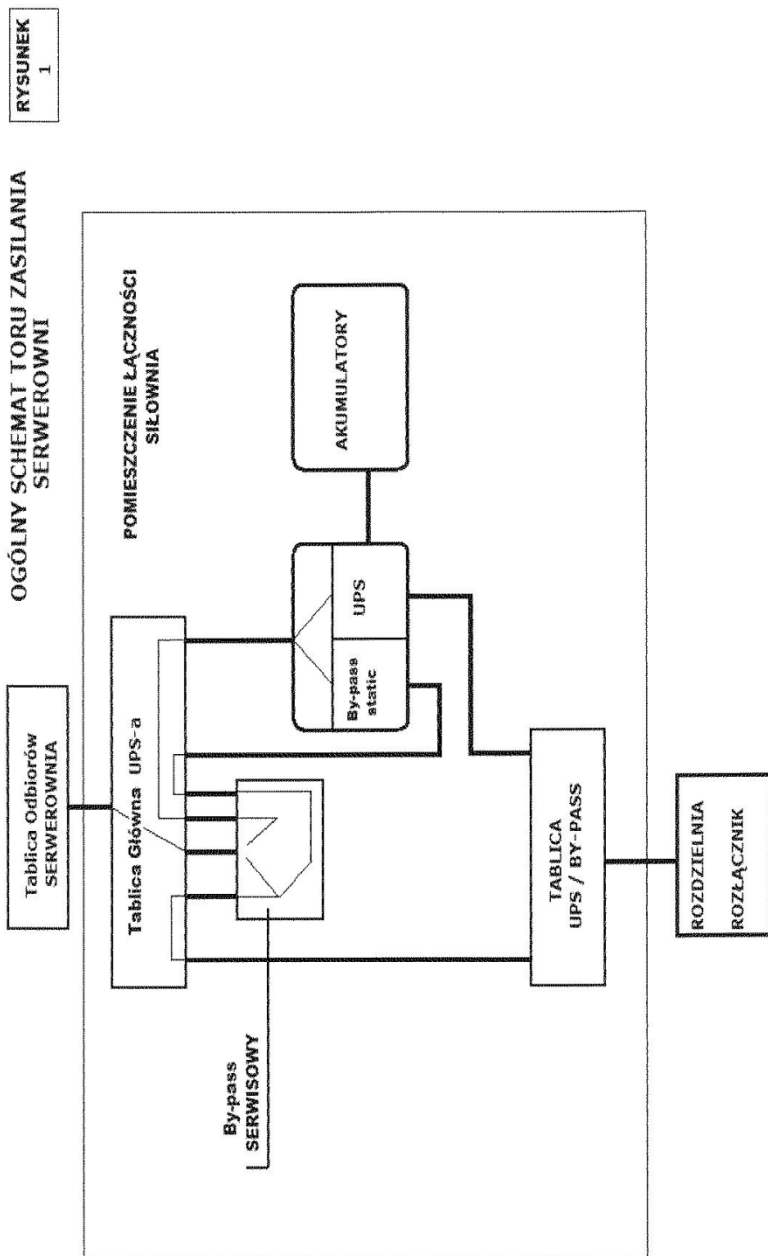 RYSUNEK
1
OGÓLNY SCHEMAT TORU ZASILANIA
SERWEROWNI
Tablica Odbiorów
SERWEROWNIA
POMIESZCZENIE ŁĄCZNOŚCI
SIŁOWNIA
Tablica Główna UPS-a
By-pass
SERWISOWY
By-pass
static
UPS
AKUMULATORY
TABLICA
UPS / BY-PASS
ROZDZIELNIA
ROZŁĄCZNIK